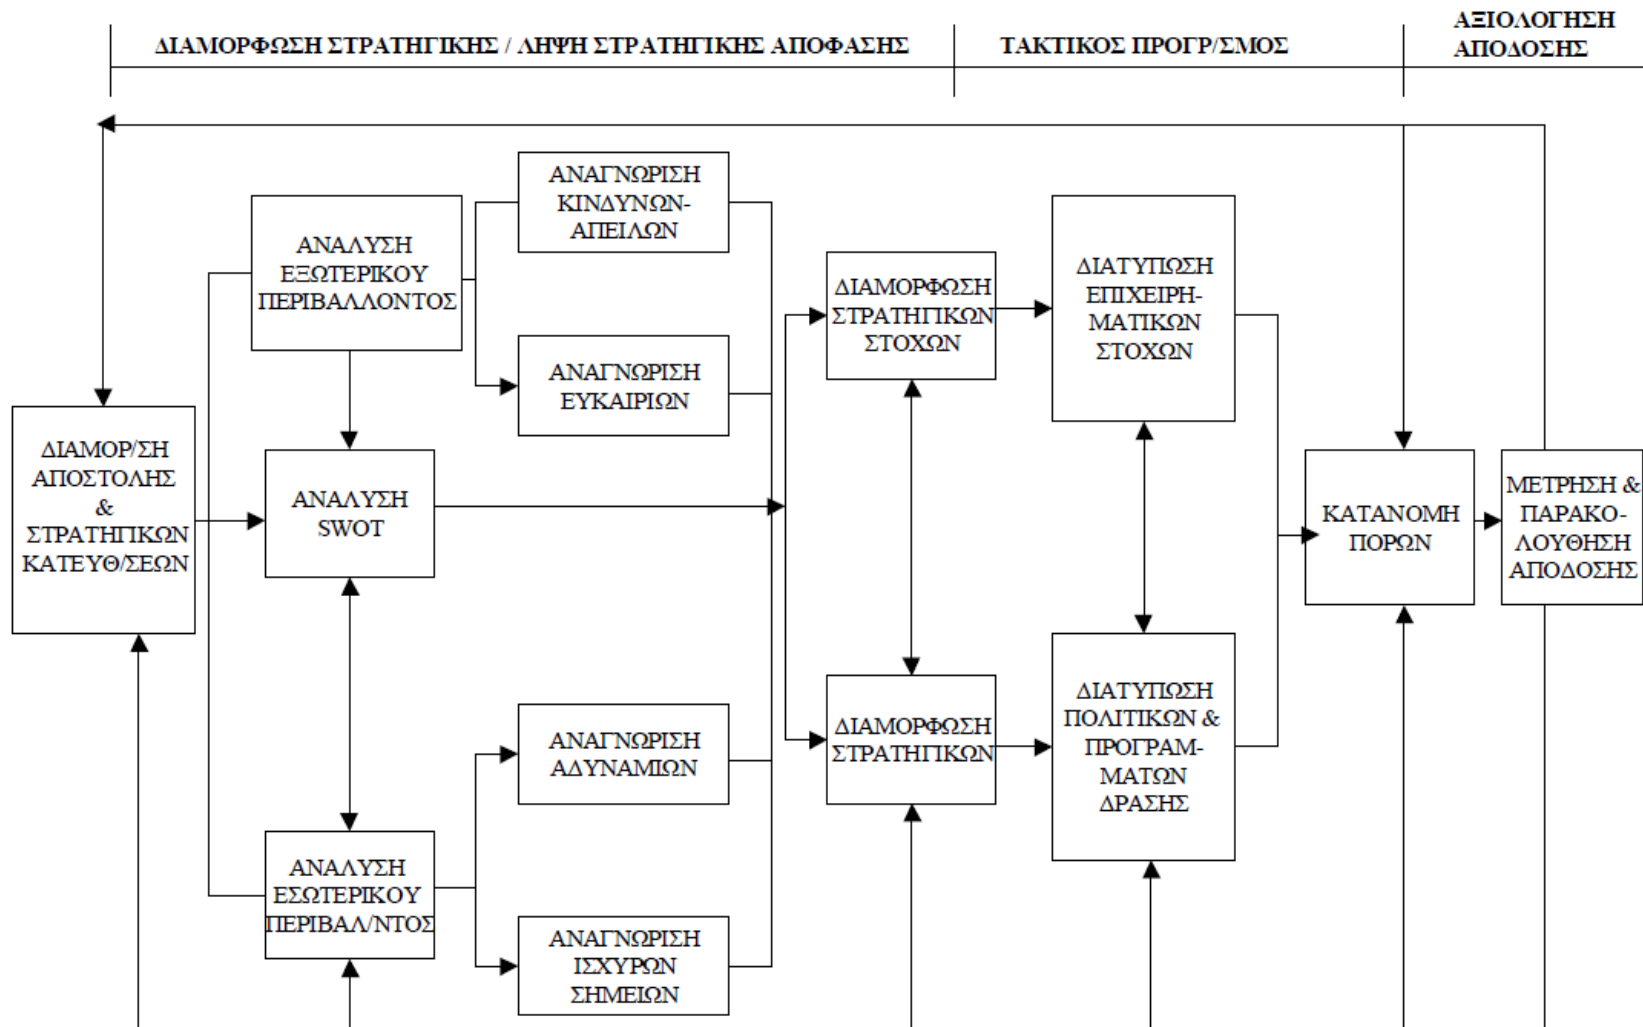 ΔΙΑΜΟΡΦΩΣΗ ΣΤΡΑΤΗΓΙΚΗΣ / ΛΗΨΗ ΣΤΡΑΤΗΓΙΚΗΣ ΑΠΟΦΑΣΗΣ
ΤΑΚΤΙΚΟΣ ΠΡΟΓΡ/ΣΜΟΣ
ΑΞΙΟΛΟΓΗΣΗ
ΑΠΟΔΟΣΗΣ
ΔΙΑΜΟΡ/ΣΗ
ΑΠΟΣΤΟΛΗΣ
&
ΣΤΡΑΤΗΓΙΚΩΝ
ΚΑΤΕΥΘ/ΣΕΩΝ
ΑΝΑΛΥΣΗ
ΕΞΩΤΕΡΙΚΟΥ
ΠΕΡΙΒΑΛΛΟΝΤΟΣ
ΑΝΑΛΥΣΗ
SWOT
ΑΝΑΛΥΣΗ
ΕΣΩΤΕΡΙΚΟΥ
ΠΕΡΙΒΑΛ/ΝΤΟΣ
ΑΝΑΓΝΩΡΙΣΗ
ΚΙΝΔΥΝΩΝ-
ΑΠΕΙΛΩΝ
ΑΝΑΓΝΩΡΙΣΗ
ΕΥΚΑΙΡΙΩΝ
ΑΝΑΓΝΩΡΙΣΗ
ΑΔΥΝΑΜΙΩΝ
ΑΝΑΓΝΩΡΙΣΗ
ΙΣΧΥΡΩΝ
ΣΗΜΕΙΩΝ
ΔΙΑΜΟΡΦΩΣΗ
ΣΤΡΑΤΗΓΙΚΩΝ
ΣΤΟΧΩΝ
ΔΙΑΜΟΡΦΩΣΗ
ΣΤΡΑΤΗΓΙΚΩΝ
ΔΙΑΤΥΠΩΣΗ
ΕΠΙΧΕΙΡΗ-
ΜΑΤΙΚΩΝ
ΣΤΟΧΩΝ
ΔΙΑΤΥΠΩΣΗ
ΠΟΛΙΤΙΚΩΝ &
ΠΡΟΓΡΑΜ-
ΜΑΤΩΝ
ΔΡΑΣΗΣ
ΚΑΤΑΝΟΜΗ
ΠΟΡΩΝ
ΜΕΤΡΗΣΗ &
ΠΑΡΑΚΟ-
ΛΟΥΘΗΣΗ
ΑΠΟΔΟΣΗΣ